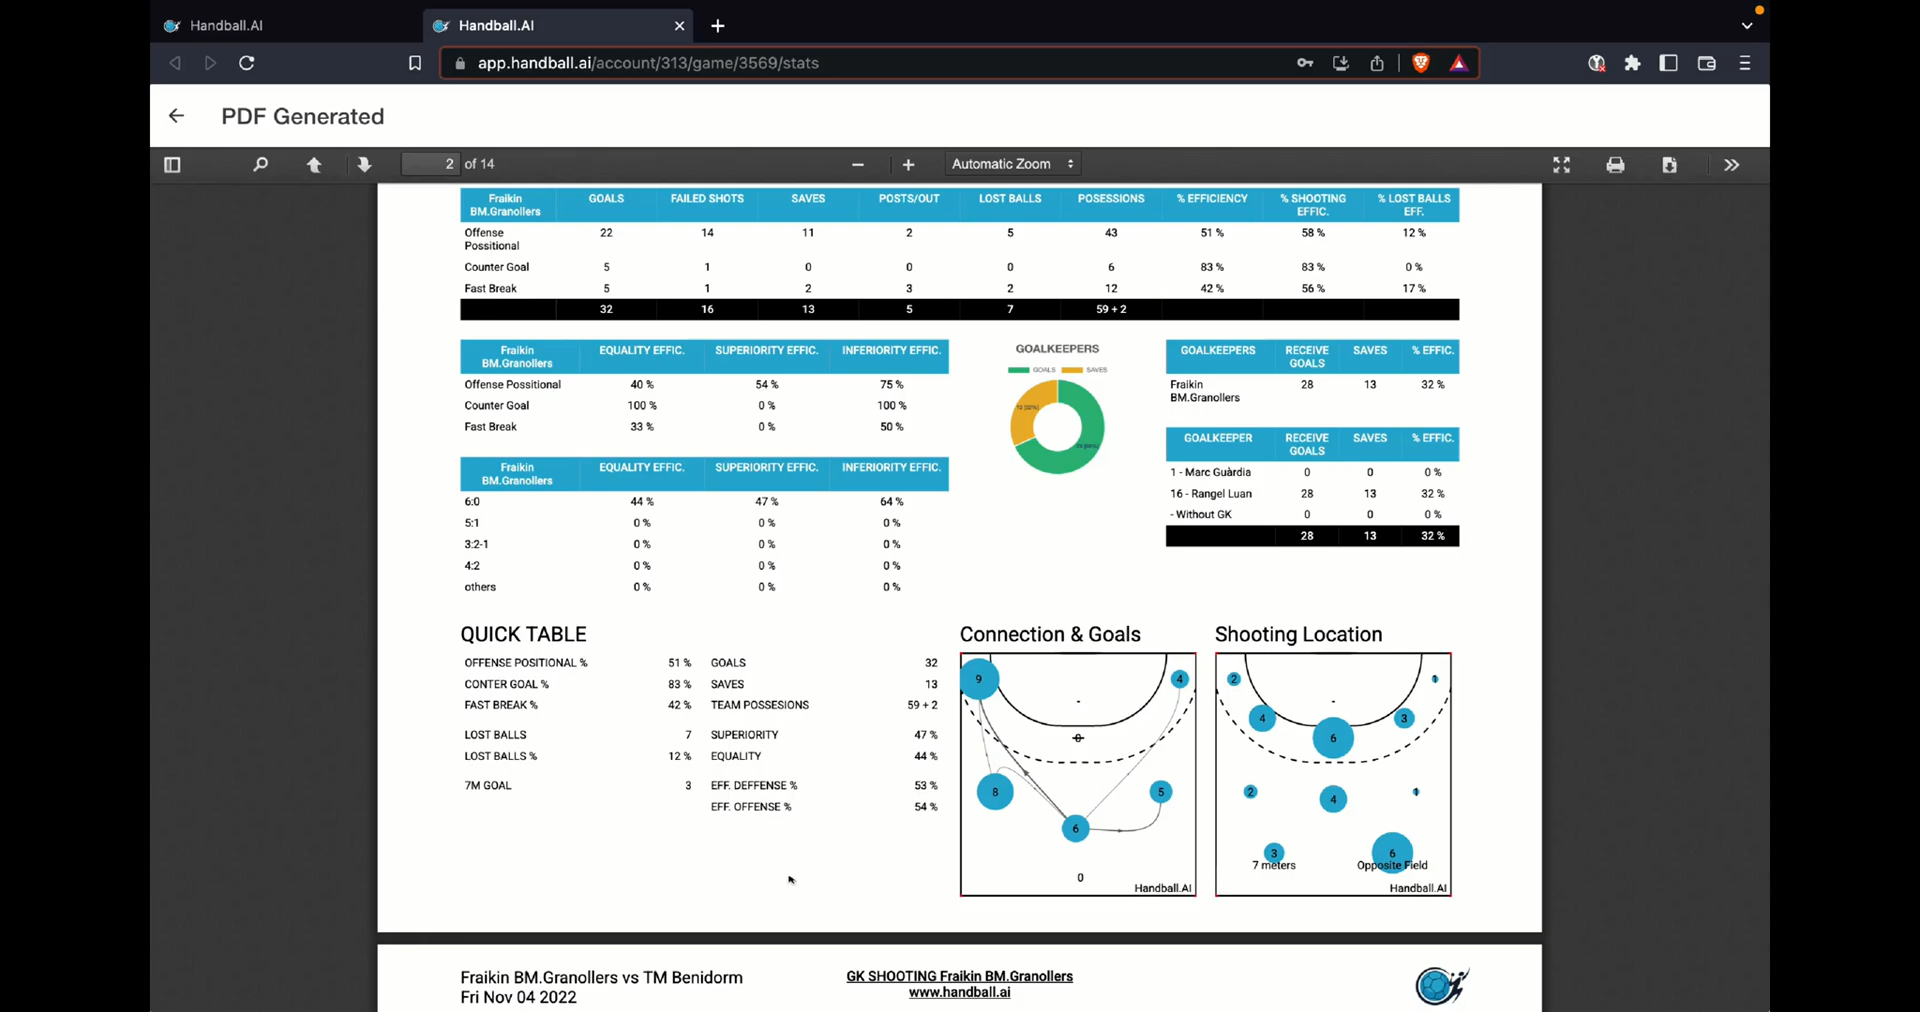 Handball.AI
Handball.AI
app.handball.ai/account/313/game/3569/stats
PDF Generated
2 of 14
Automatic Zoom
Fraikin BM.Granollers GOALS FAILED SHOTS SAVES POSTS/OUT LOST BALLS POSESSIONS % EFFICIENCY % SHOOTING EFFIC. % LOST BALLS EFF.
Offense Possitional 22 14 11 2 5 43 51 % 58 % 12 %
Counter Goal 5 1 0 0 0 6 83 % 83 % 0 %
Fast Break 5 1 2 3 2 12 42 % 56 % 17 %
32 16 13 5 7 59 + 2
Fraikin BM.Granollers EQUALITY EFFIC. SUPERIORITY EFFIC. INFERIORITY EFFIC.
Offense Possitional 40 % 54 % 75 %
Counter Goal 100 % 0 % 100 %
Fast Break 33 % 0 % 50 %
GOALKEEPERS
GOALS SAVES
GOALKEEPERS RECEIVE GOALS SAVES % EFFIC.
Fraikin BM.Granollers 28 13 32 %
GOALKEEPER RECEIVE GOALS SAVES % EFFIC.
1 - Marc Guàrdia 0 0 0 %
16 - Rangel Luan 28 13 32 %
- Without GK 0 0 0 %
28 13 32 %
Fraikin BM.Granollers EQUALITY EFFIC. SUPERIORITY EFFIC. INFERIORITY EFFIC.
6:0 44 % 47 % 64 %
5:1 0 % 0 % 0 %
3:2-1 0 % 0 % 0 %
4:2 0 % 0 % 0 %
others 0 % 0 % 0 %
QUICK TABLE
OFFENSE POSITIONAL % 51 % GOALS 32
CONTER GOAL % 83 % SAVES 13
FAST BREAK % 42 % TEAM POSSESIONS 59 + 2
LOST BALLS 7 SUPERIORITY 47 %
LOST BALLS % 12 % EQUALITY 44 %
7M GOAL 3 EFF. DEFFENSE % 53 %
EFF. OFFENSE % 54 %
Connection & Goals
9 4
-
0
8 5
6
0
Handball.AI
Shooting Location
2 1
-
4 3
6
2 4 1
3 6
7 meters Opposite Field
Handball.AI
Fraikin BM.Granollers vs TM Benidorm
Fri Nov 04 2022
GK SHOOTING Fraikin BM.Granollers
www.handball.ai